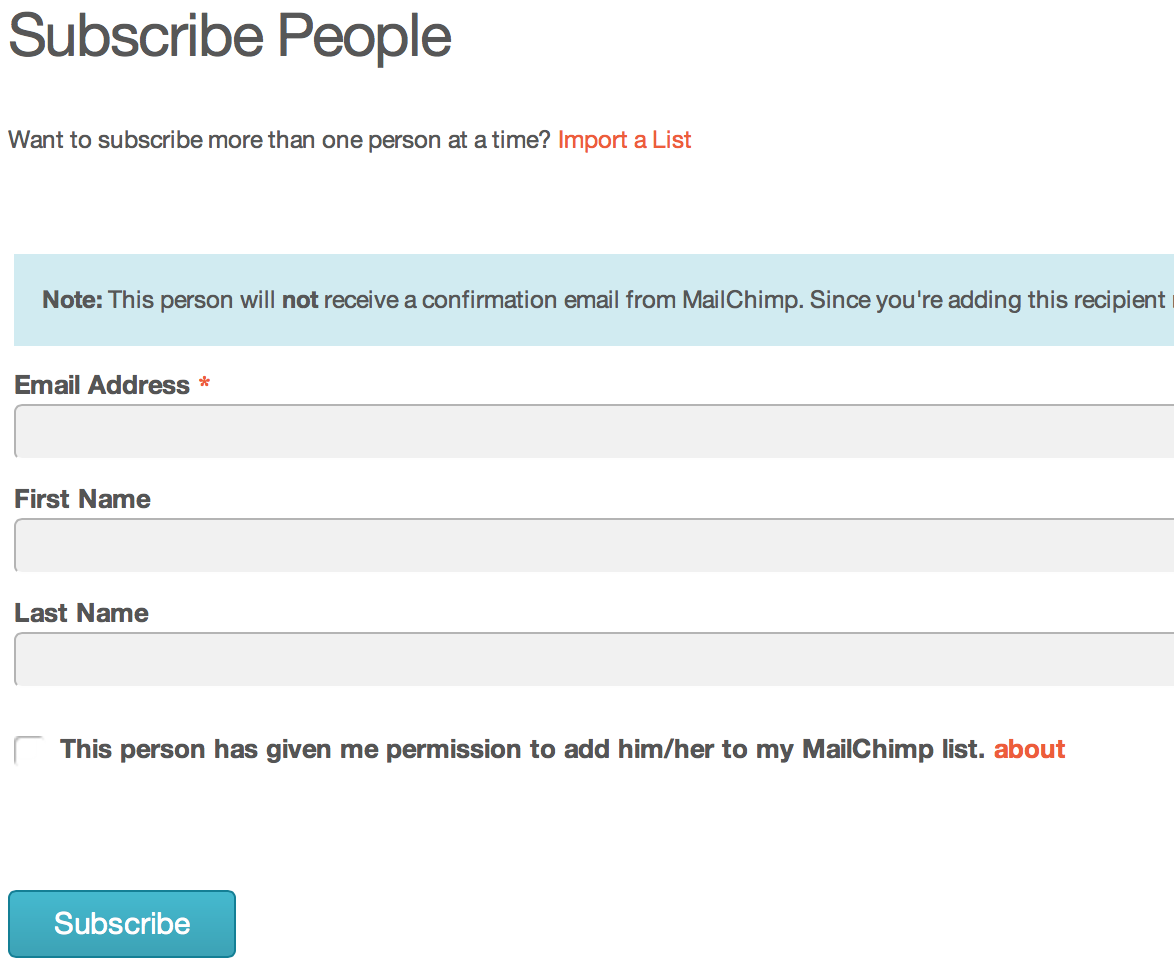 Subscribe People
Want to subscribe more than one person at a time? Import a List
Note: This person will not receive a confirmation email from MailChimp. Since you're adding this recipient
Email Address *
First Name
Last Name
This person has given me permission to add him/her to my MailChimp list. about
Subscribe